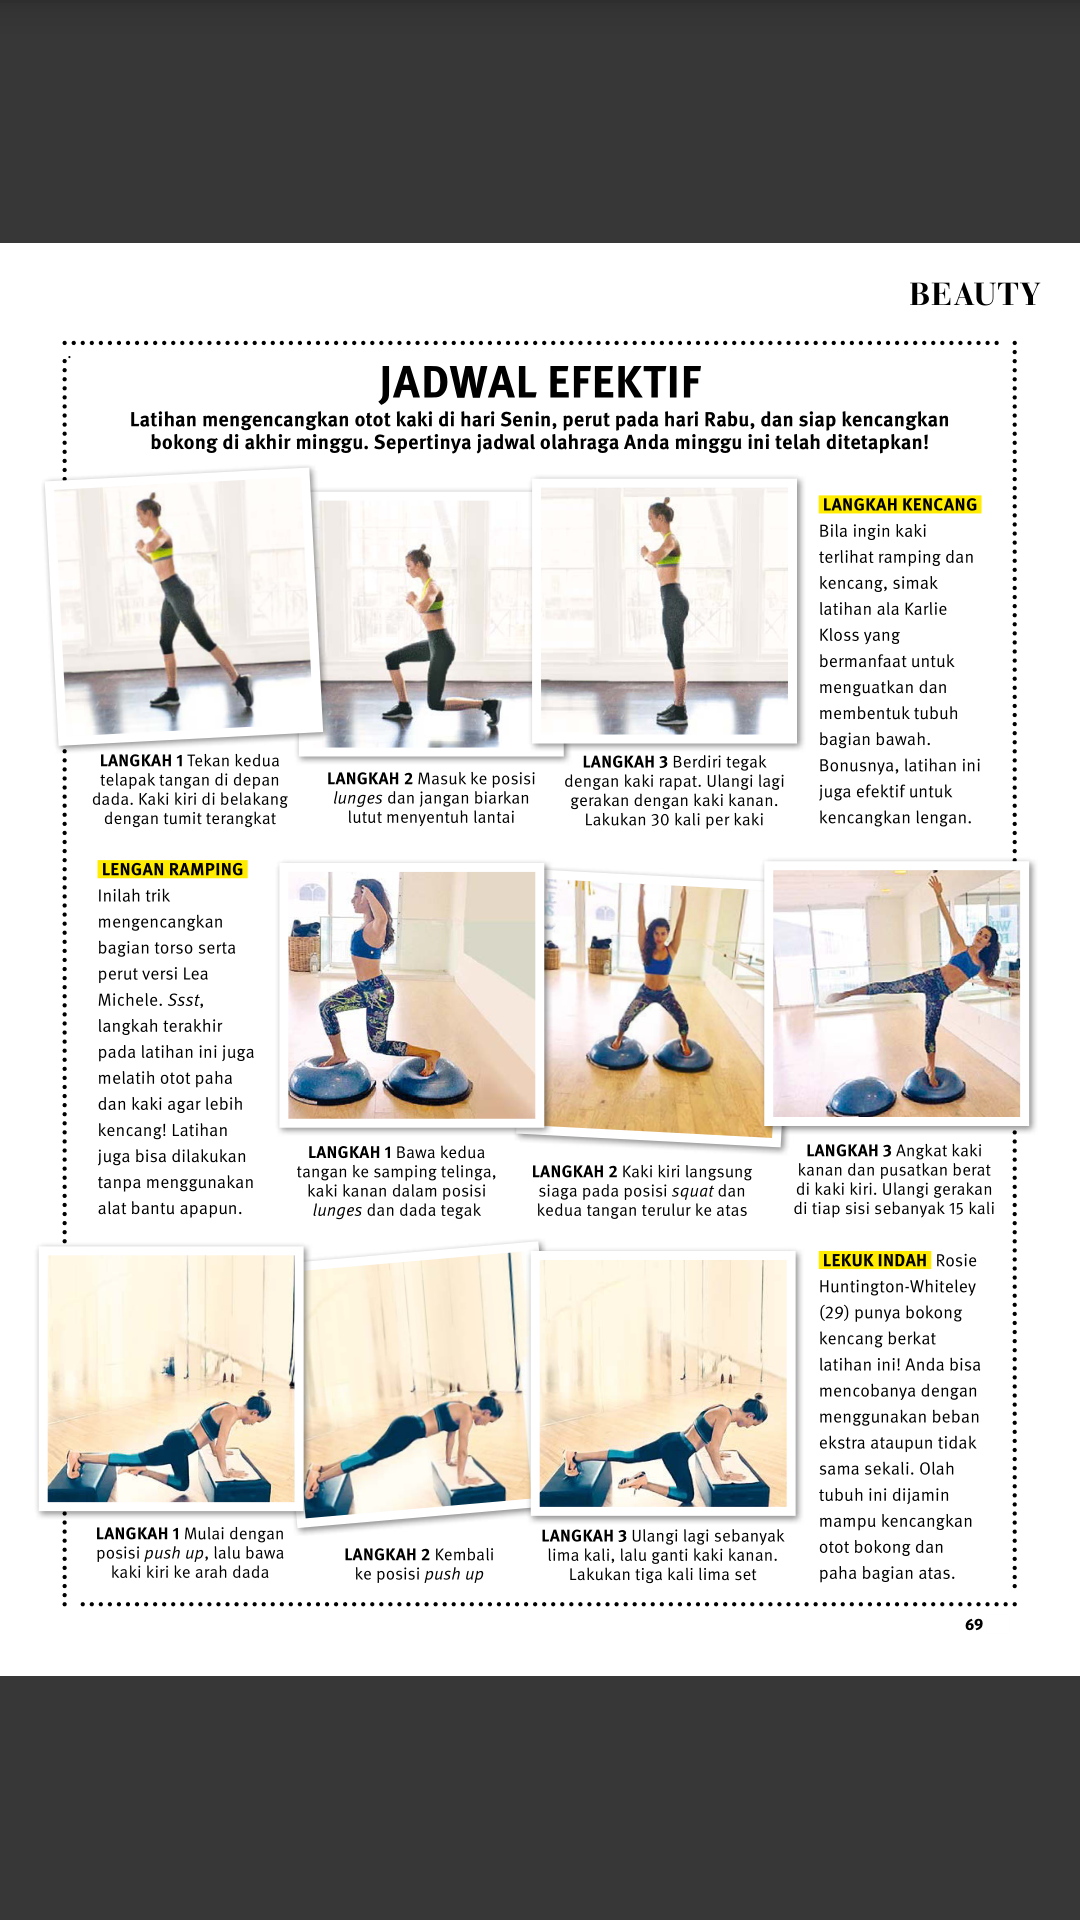 BEAUTY
JADWAL EFEKTIF
Latihan mengencangkan otot kaki di hari Senin, perut pada hari Rabu, dan siap kencangkan
bokong di akhir minggu. Sepertinya jadwal olahraga Anda minggu ini telah ditetapkan!
LANGKAH 1 Tekan kedua
telapak tangan di depan
dada. Kaki kiri di belakang
dengan tumit terangkat
LANGKAH 2 Masuk ke posisi
lunges dan jangan biarkan
lutut menyentuh lantai
LANGKAH 3 Berdiri tegak
dengan kaki rapat. Ulangi lagi
gerakan dengan kaki kanan.
Lakukan 30 kali per kaki
LANGKAH KENCANG
Bila ingin kaki
terlihat ramping dan
kencang, simak
latihan ala Karlie
Kloss yang
bermanfaat untuk
menguatkan dan
membentuk tubuh
bagian bawah.
Bonusnya, latihan ini
juga efektif untuk
kencangkan lengan.
LENGAN RAMPING
Inilah trik
mengencangkan
bagian torso serta
perut versi Lea
Michele. Ssst,
langkah terakhir
pada latihan ini juga
melatih otot paha
dan kaki agar lebih
kencang! Latihan
juga bisa dilakukan
tanpa menggunakan
alat bantu apapun.
LANGKAH 1 Bawa kedua
tangan ke samping telinga,
kaki kanan dalam posisi
lunges dan dada tegak
LANGKAH 2 Kaki kiri langsung
siaga pada posisi squat dan
kedua tangan terulur ke atas
LANGKAH 3 Angkat kaki
kanan dan pusatkan berat
di kaki kiri. Ulangi gerakan
di tiap sisi sebanyak 15 kali
LANGKAH 1 Mulai dengan
posisi push up, lalu bawa
kaki kiri ke arah dada
LANGKAH 2 Kembali
ke posisi push up
LANGKAH 3 Ulangi lagi sebanyak
lima kali, lalu ganti kaki kanan.
Lakukan tiga kali lima set
LEKUK INDAH Rosie
Huntington-Whiteley
(29) punya bokong
kencang berkat
latihan ini! Anda bisa
mencobanya dengan
menggunakan beban
ekstra ataupun tidak
sama sekali. Olah
tubuh ini dijamin
mampu kencangkan
otot bokong dan
paha bagian atas.
69